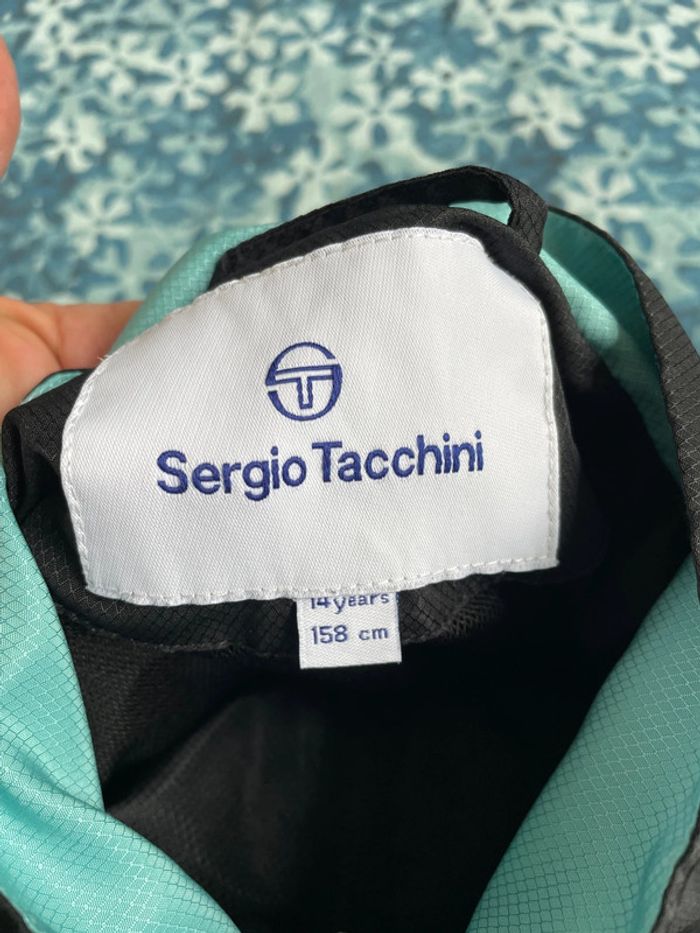 Sergio Tacchini
14 years
158 cm